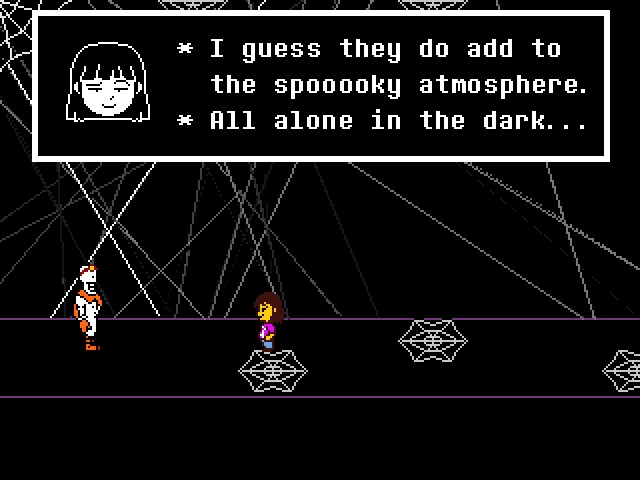 * I guess they do add to
the spooooky atmosphere.
* All alone in the dark...